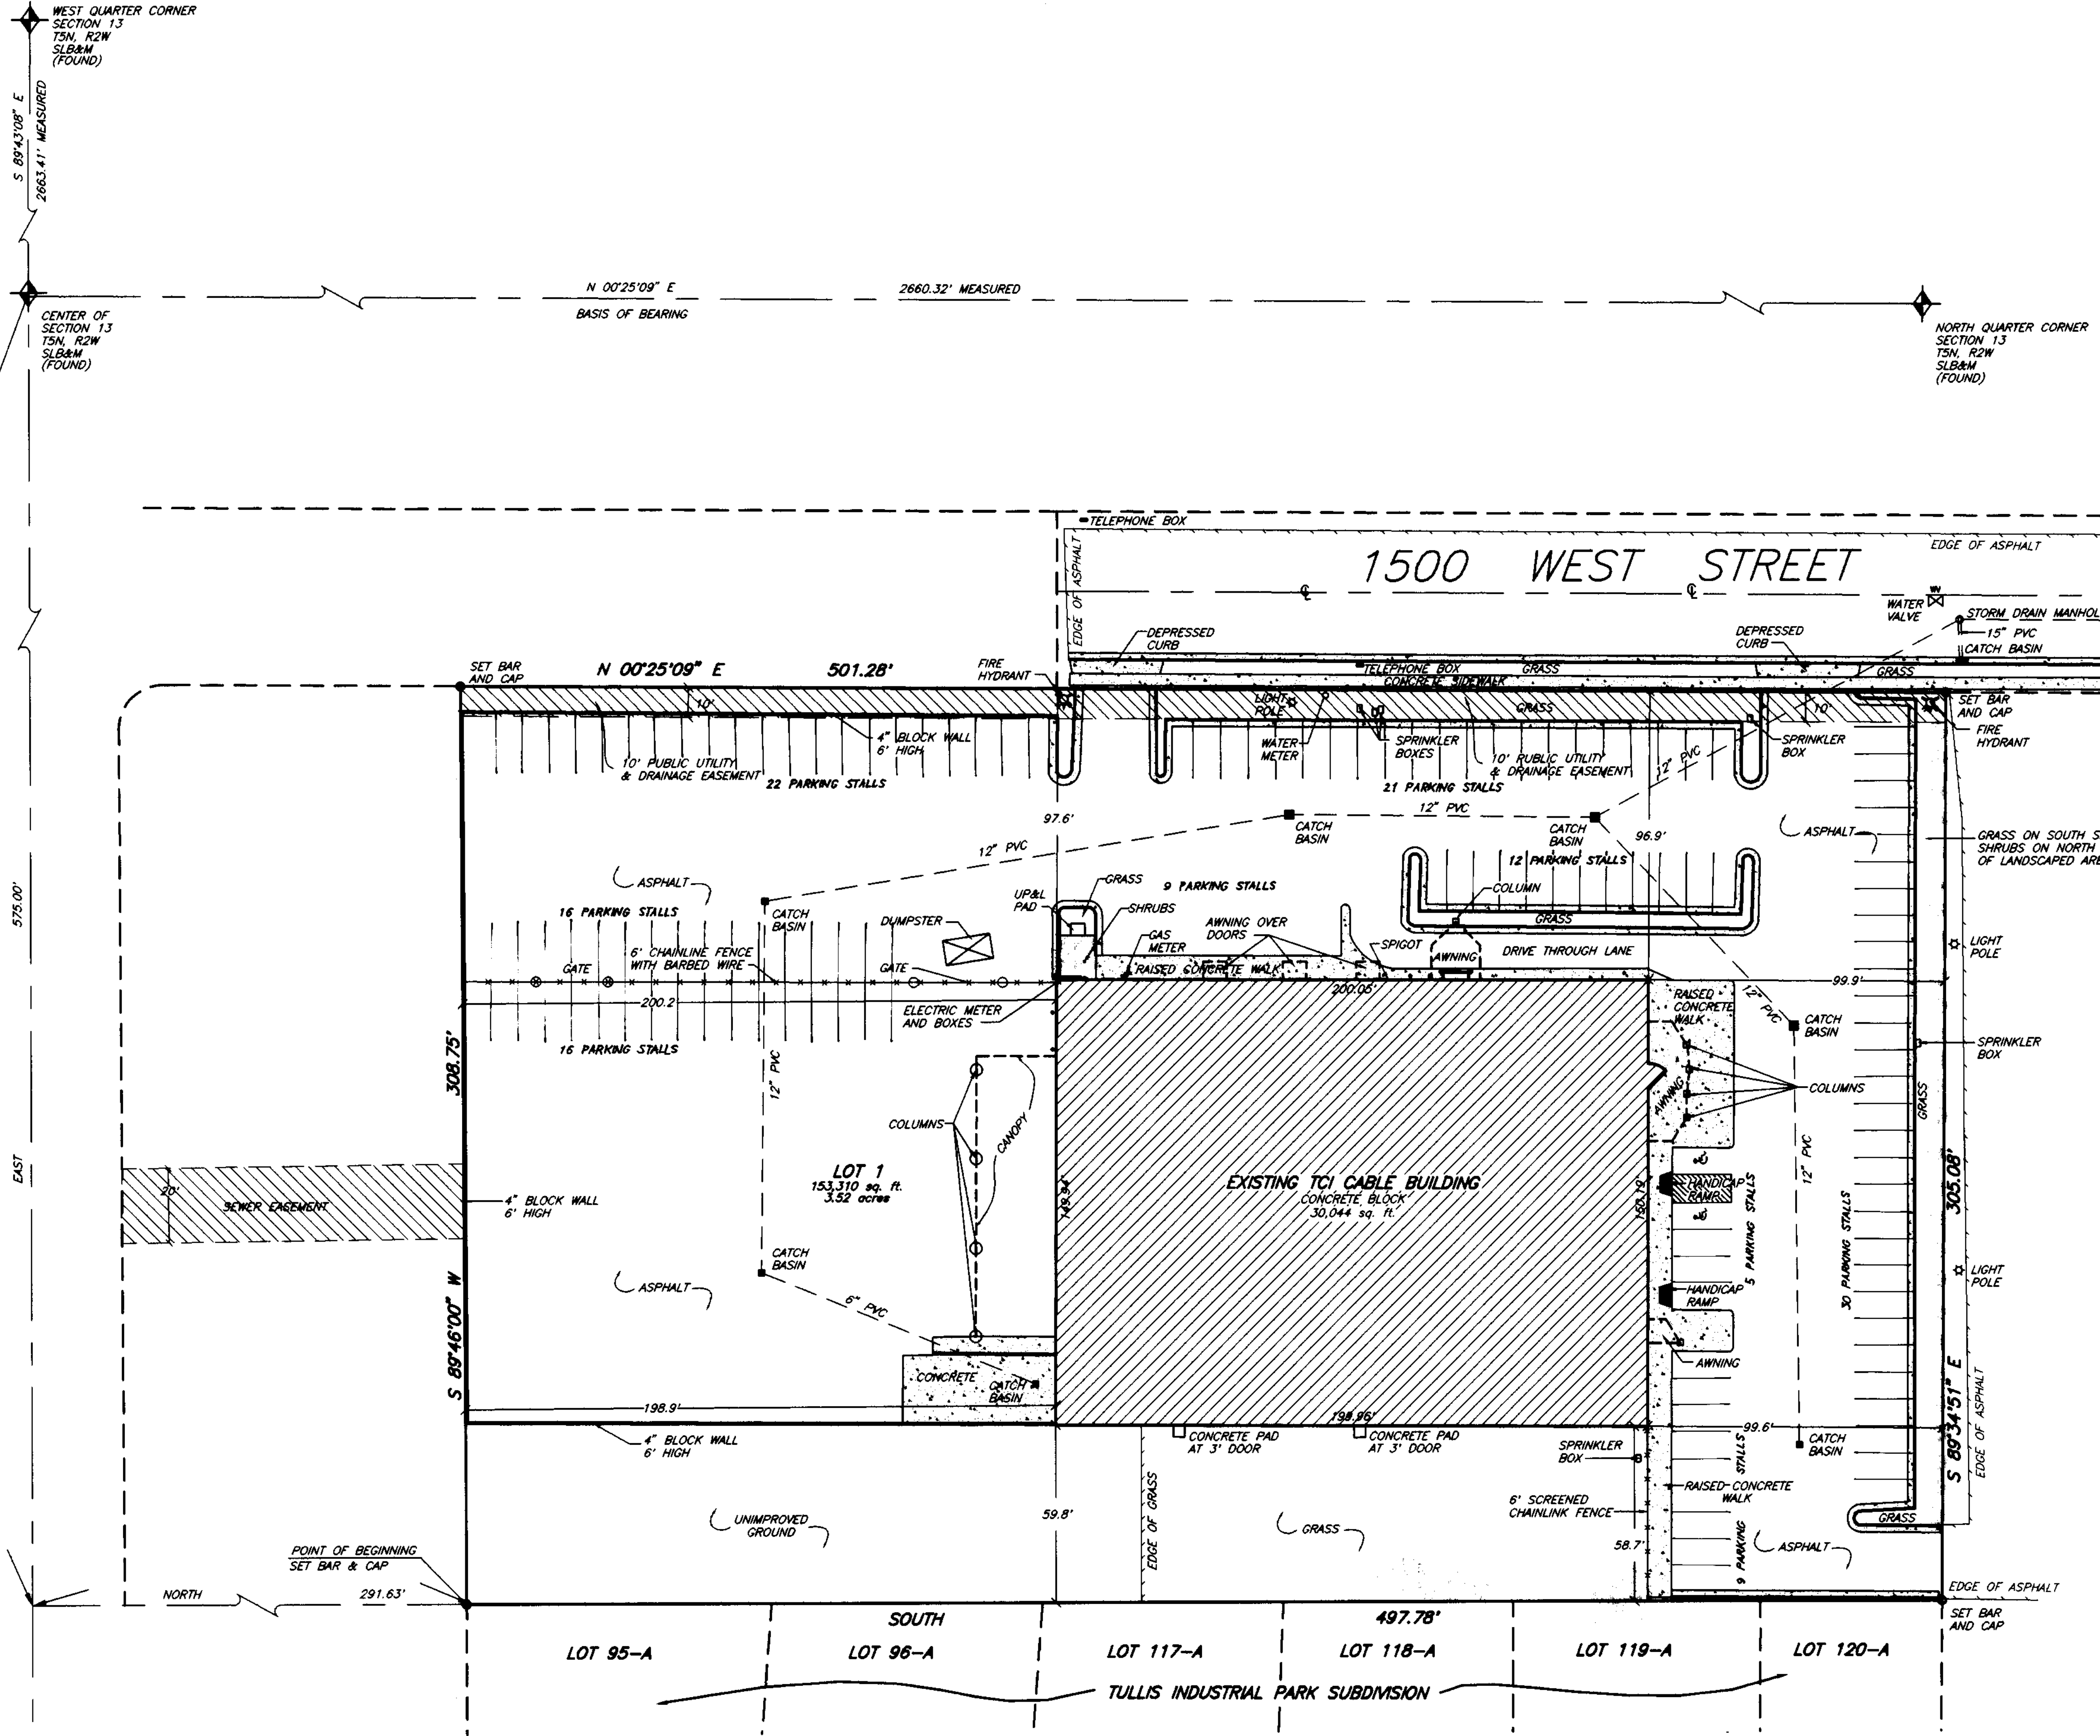 WEST QUARTER CORNER
SECTION 13
T5N, R2W
SLB&M
(FOUND)
S 89°43'08" E
2663.41' MEASURED
N 00°25'09" E
2660.32' MEASURED
BASIS OF BEARING
CENTER OF
SECTION 13
T5N, R2W
SLB&M
(FOUND)
NORTH QUARTER CORNER
SECTION 13
T5N, R2W
SLB&M
(FOUND)
TELEPHONE BOX
EDGE OF ASPHALT
EDGE OF ASPHALT
1500 WEST STREET
WATER
VALVE
WV
STORM DRAIN MANHOL
15" PVC
CATCH BASIN
DEPRESSED
CURB
DEPRESSED
CURB
TELEPHONE BOX
GRASS
GRASS
CONCRETE SIDEWALK
SET BAR
AND CAP
N 00°25'09" E
501.28'
FIRE
HYDRANT
10'
LIGHT
POLE
GRASS
10'
SET BAR
AND CAP
FIRE
HYDRANT
4" BLOCK WALL
6' HIGH
10' PUBLIC UTILITY
& DRAINAGE EASEMENT
22 PARKING STALLS
WATER
METER
SPRINKLER
BOXES
10' PUBLIC UTILITY
& DRAINAGE EASEMENT
21 PARKING STALLS
12" PVC
SPRINKLER
BOX
97.6'
12" PVC
CATCH
BASIN
CATCH
BASIN
96.9'
ASPHALT
GRASS ON SOUTH S
SHRUBS ON NORTH
OF LANDSCAPED ARE
12" PVC
12 PARKING STALLS
575.00'
ASPHALT
UP&L
PAD
GRASS
9 PARKING STALLS
COLUMN
16 PARKING STALLS
CATCH
BASIN
DUMPSTER
SHRUBS
AWNING OVER
DOORS
GRASS
6' CHAINLINE FENCE
WITH BARBED WIRE
GATE
GATE
GAS
METER
SPIGOT
AWNING
DRIVE THROUGH LANE
LIGHT
POLE
RAISED CONCRETE WALK
200.2'
200.05'
99.9'
ELECTRIC METER
AND BOXES
RAISED
CONCRETE
WALK
12" PVC
CATCH
BASIN
16 PARKING STALLS
308.75'
12" PVC
SPRINKLER
BOX
COLUMNS
CANOPY
AWNING
COLUMNS
GRASS
EAST
LOT 1
153,310 sq. ft.
3.52 acres
EXISTING TCI CABLE BUILDING
CONCRETE BLOCK
30,044 sq. ft.
149.94'
150.19'
HANDICAP
RAMP
5 PARKING STALLS
12" PVC
30 PARKING STALLS
305.08'
20'
SEWER EASEMENT
4" BLOCK WALL
6' HIGH
CATCH
BASIN
ASPHALT
6" PVC
HANDICAP
RAMP
LIGHT
POLE
S 89°46'00" W
AWNING
CONCRETE
CATCH
BASIN
S 89°34'51" E
EDGE OF ASPHALT
198.9'
199.96'
99.6'
4" BLOCK WALL
6' HIGH
CONCRETE PAD
AT 3' DOOR
CONCRETE PAD
AT 3' DOOR
SPRINKLER
BOX
CATCH
BASIN
RAISED CONCRETE
WALK
EDGE OF GRASS
6' SCREENED
CHAINLINK FENCE
59.8'
UNIMPROVED
GROUND
GRASS
58.7'
9 PARKING STALLS
ASPHALT
GRASS
POINT OF BEGINNING
SET BAR & CAP
NORTH
291.63'
EDGE OF ASPHALT
SET BAR
AND CAP
SOUTH
497.78'
LOT 95-A
LOT 96-A
LOT 117-A
LOT 118-A
LOT 119-A
LOT 120-A
TULLIS INDUSTRIAL PARK SUBDIVISION